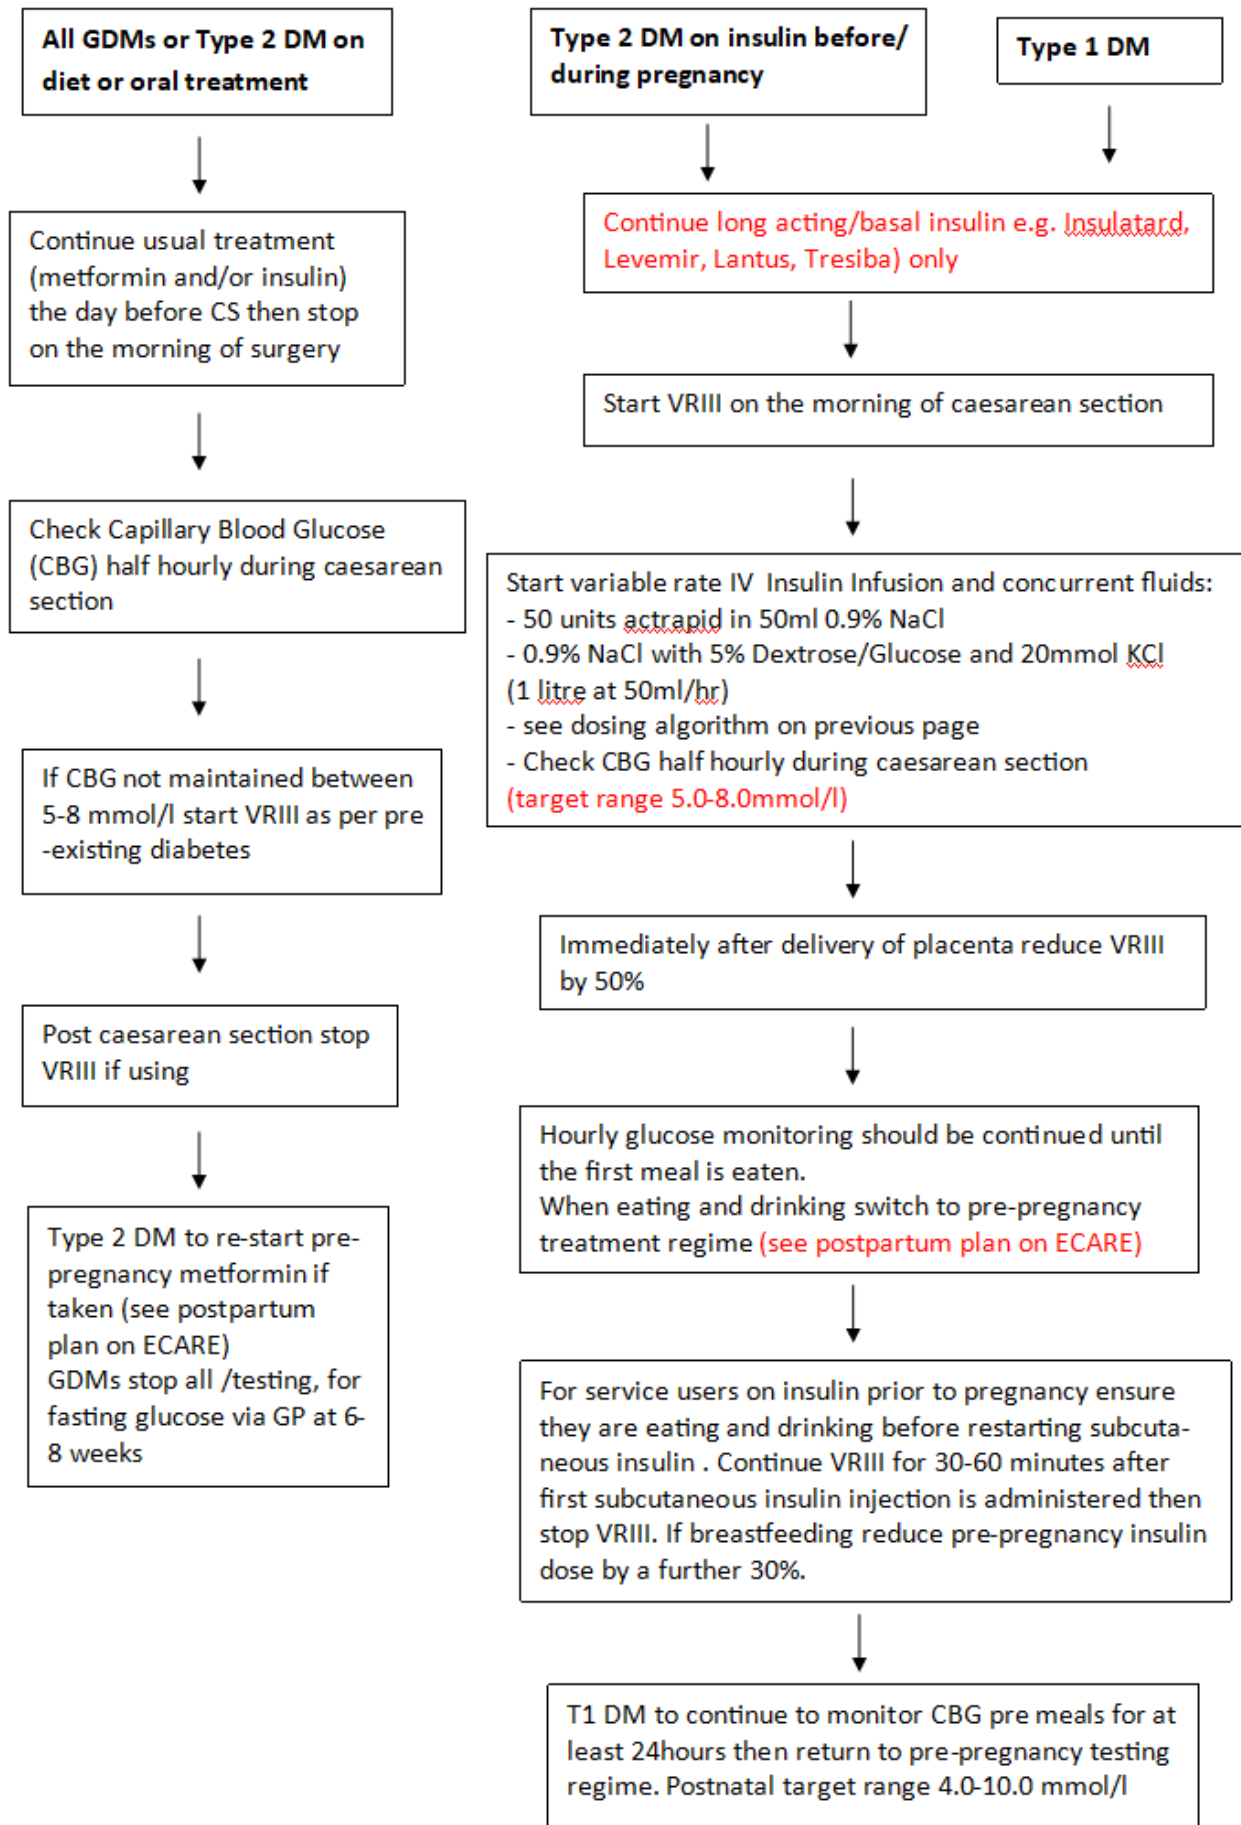 All GDMs or Type 2 DM on
diet or oral treatment
Continue usual treatment
(metformin and/or insulin)
the day before CS then stop
on the morning of surgery
Check Capillary Blood Glucose
(CBG) half hourly during caesarean
section
If CBG not maintained between
5-8 mmol/l start VRIII as per pre
-existing diabetes
Post caesarean section stop
VRIII if using
Type 2 DM to re-start pre-
pregnancy metformin if
taken (see postpartum
plan on ECARE)
GDMs stop all /testing, for
fasting glucose via GP at 6-
8 weeks
Type 2 DM on insulin before/
during pregnancy
Type 1 DM
Continue long acting/basal insulin e.g. Insulatard,
Levemir, Lantus, Tresiba) only
Start VRIII on the morning of caesarean section
Start variable rate IV  Insulin Infusion and concurrent fluids:
- 50 units actrapid in 50ml 0.9% NaCl
- 0.9% NaCl with 5% Dextrose/Glucose and 20mmol KCl
(1 litre at 50ml/hr)
- see dosing algorithm on previous page
- Check CBG half hourly during caesarean section
(target range 5.0-8.0mmol/l)
Immediately after delivery of placenta reduce VRIII
by 50%
Hourly glucose monitoring should be continued until
the first meal is eaten.
When eating and drinking switch to pre-pregnancy
treatment regime (see postpartum plan on ECARE)
For service users on insulin prior to pregnancy ensure
they are eating and drinking before restarting subcuta-
neous insulin . Continue VRIII for 30-60 minutes after
first subcutaneous insulin injection is administered then
stop VRIII. If breastfeeding reduce pre-pregnancy insulin
dose by a further 30%.
T1 DM to continue to monitor CBG pre meals for at
least 24hours then return to pre-pregnancy testing
regime. Postnatal target range 4.0-10.0 mmol/l